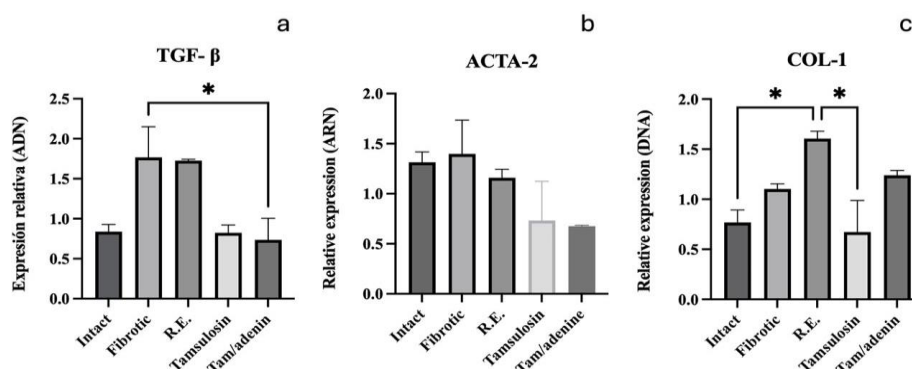 a
TGF- β
*
Expresión relativa (ADN)
2.5
2.0
1.5
1.0
0.5
0.0
Intact
Fibrotic
R.E.
Tamsulosin
Tam/adenin
b
ACTA-2
Relative expression (ARN)
2.0
1.5
1.0
0.5
0.0
Intact
Fibrotic
R.E.
Tamsulosin
Tam/adenine
c
COL-1
* *
Relative expression (DNA)
2.0
1.5
1.0
0.5
0.0
Intact
Fibrotic
R.E.
Tamsulosin
Tam/adenin